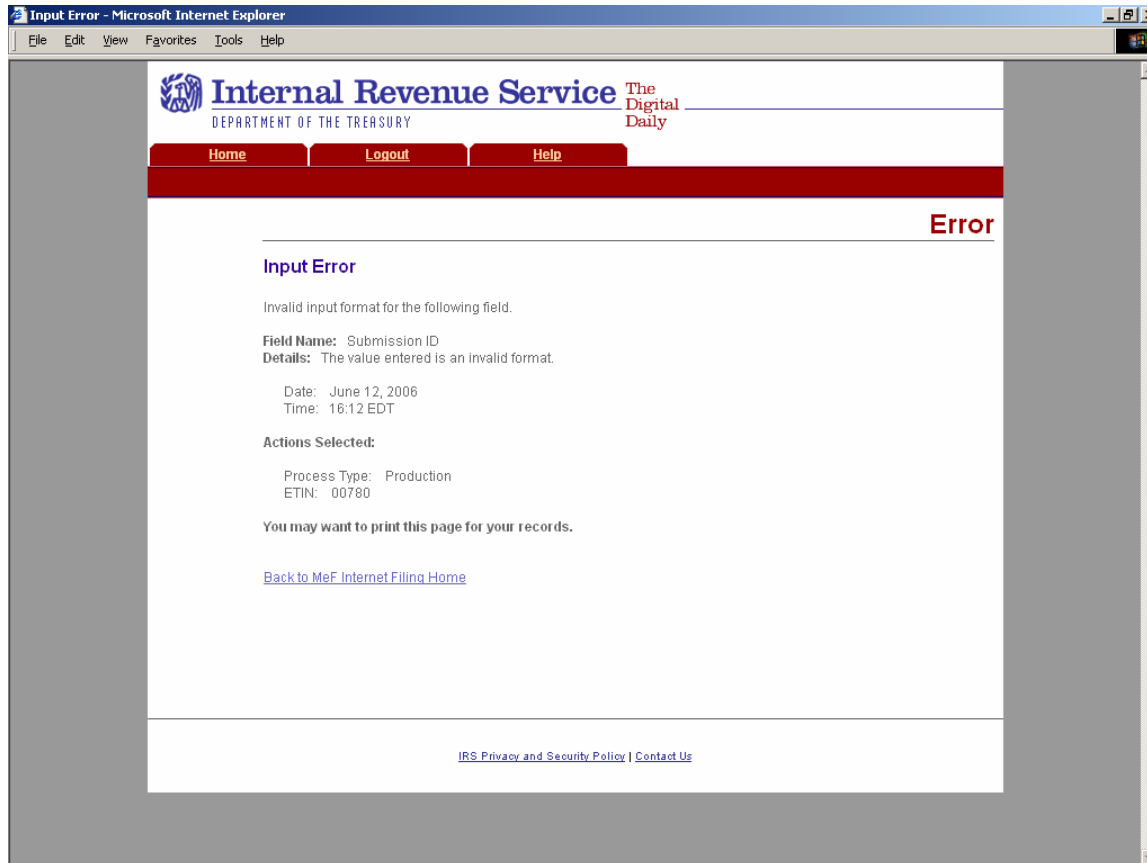 Input Error - Microsoft Internet Explorer
File Edit View Favorites Tools Help
Internal Revenue Service
DEPARTMENT OF THE TREASURY
The
Digital
Daily
Home Logout Help
Error
Input Error
Invalid input format for the following field.
Field Name: Submission ID
Details: The value entered is an invalid format.
Date: June 12, 2006
Time: 16:12 EDT
Actions Selected:
Process Type: Production
ETIN: 00780
You may want to print this page for your records.
Back to MeF Internet Filing Home
IRS Privacy and Security Policy | Contact Us